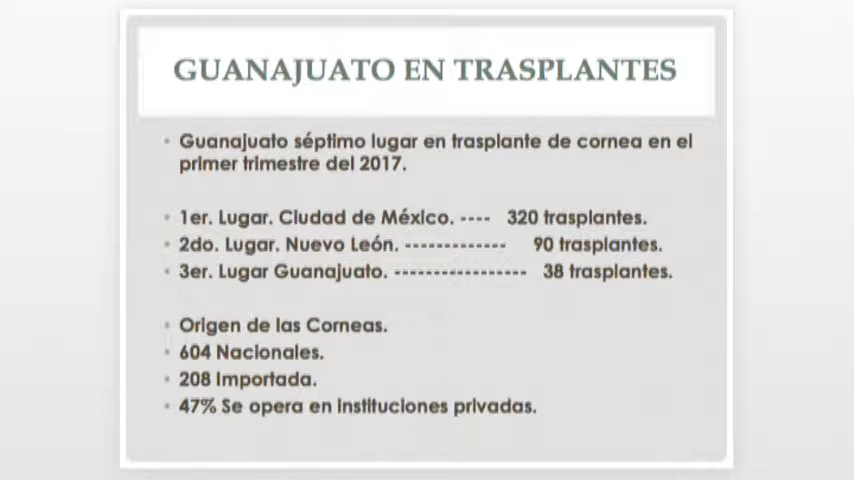 GUANAJUATO EN TRASPLANTES
• Guanajuato séptimo lugar en trasplante de cornea en el
primer trimestre del 2017.
• 1er. Lugar. Ciudad de México. ---- 320 trasplantes.
• 2do. Lugar. Nuevo León. ------------- 90 trasplantes.
• 3er. Lugar Guanajuato. ----------------- 38 trasplantes.
• Origen de las Corneas.
• 604 Nacionales.
• 208 Importada.
• 47% Se opera en instituciones privadas.